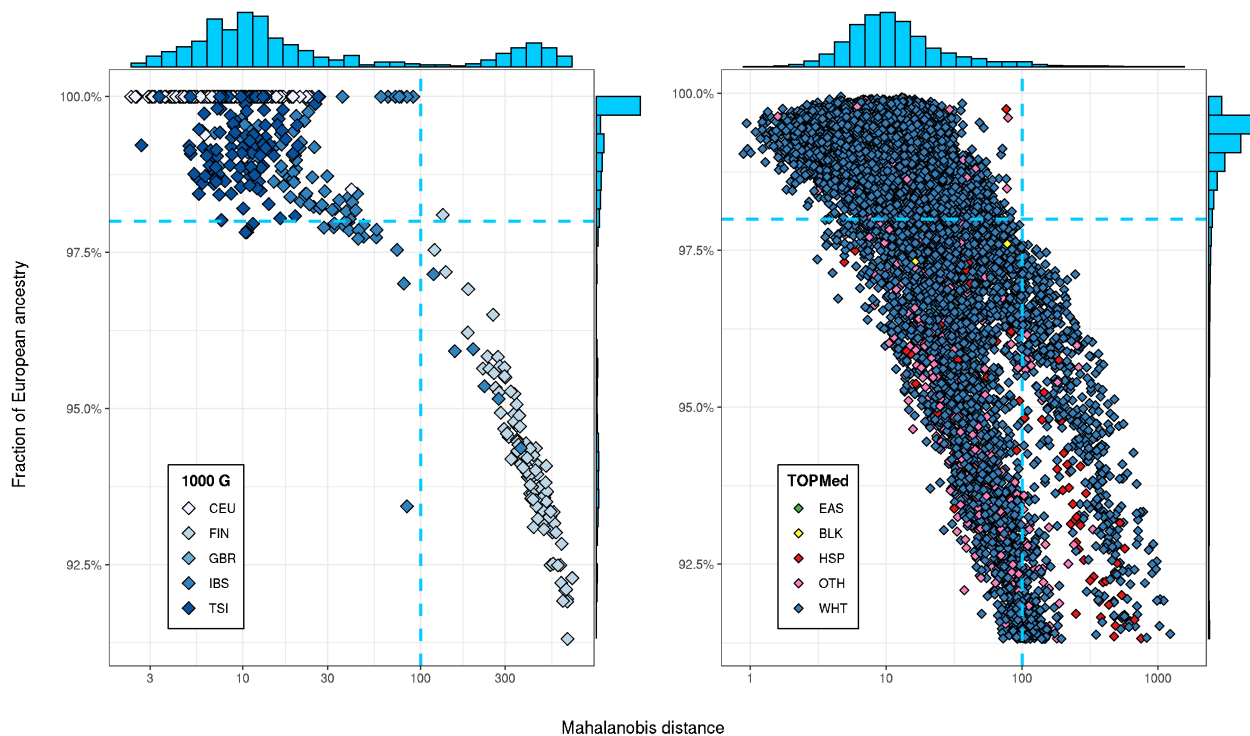 100.0%
97.5%
95.0%
92.5%
Fraction of European ancestry
1000 G
CEU
FIN
GBR
IBS
TSI
3
10
30
100
300
100.0%
97.5%
95.0%
92.5%
TOPMed
EAS
BLK
HSP
OTH
WHT
1
10
100
1000
Mahalanobis distance